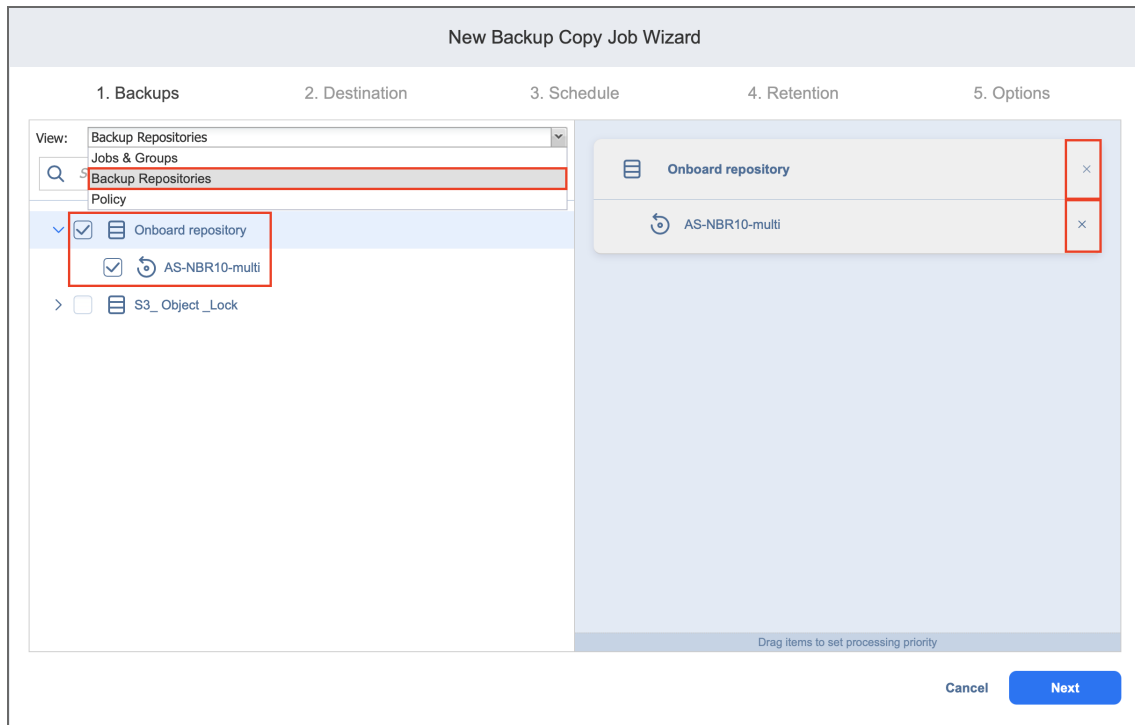 New Backup Copy Job Wizard
1. Backups 2. Destination 3. Schedule 4. Retention 5. Options
View: Backup Repositories
Jobs & Groups
Backup Repositories
Policy
Onboard repository
AS-NBR10-multi
S3_ Object _Lock
Onboard repository
AS-NBR10-multi
Drag items to set processing priority
Cancel Next